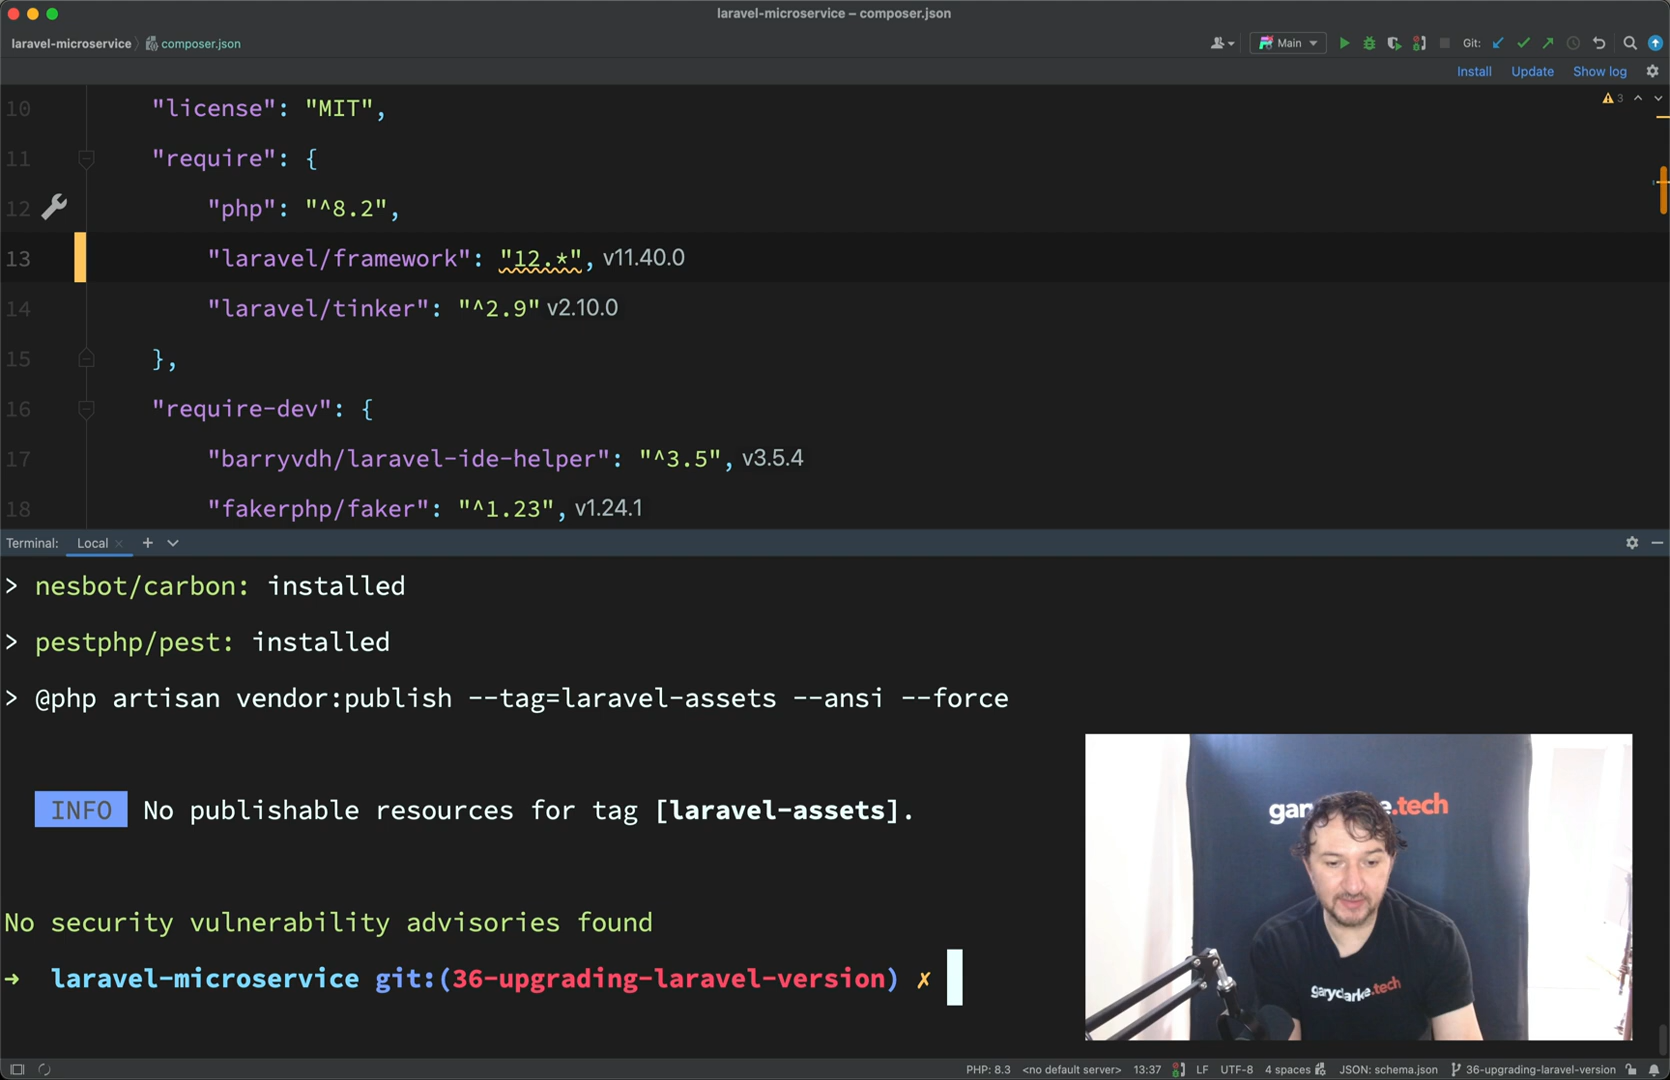 laravel-microservice – composer.json
laravel-microservice composer.json
Main Git:
Install Update Show log
10 "license": "MIT", 3
11 "require": {
12 "php": "^8.2",
13 "laravel/framework": "12.*", v11.40.0
14 "laravel/tinker": "^2.9" v2.10.0
15 },
16 "require-dev": {
17 "barryvdh/laravel-ide-helper": "^3.5", v3.5.4
18 "fakerphp/faker": "^1.23", v1.24.1
Terminal: Local × +
> nesbot/carbon: installed
> pestphp/pest: installed
> @php artisan vendor:publish --tag=laravel-assets --ansi --force
INFO No publishable resources for tag [laravel-assets].
No security vulnerability advisories found
→ laravel-microservice git:(36-upgrading-laravel-version) ✗
garyclarke.tech
PHP: 8.3 <no default server> 13:37 LF UTF-8 4 spaces JSON: schema.json 36-upgrading-laravel-version